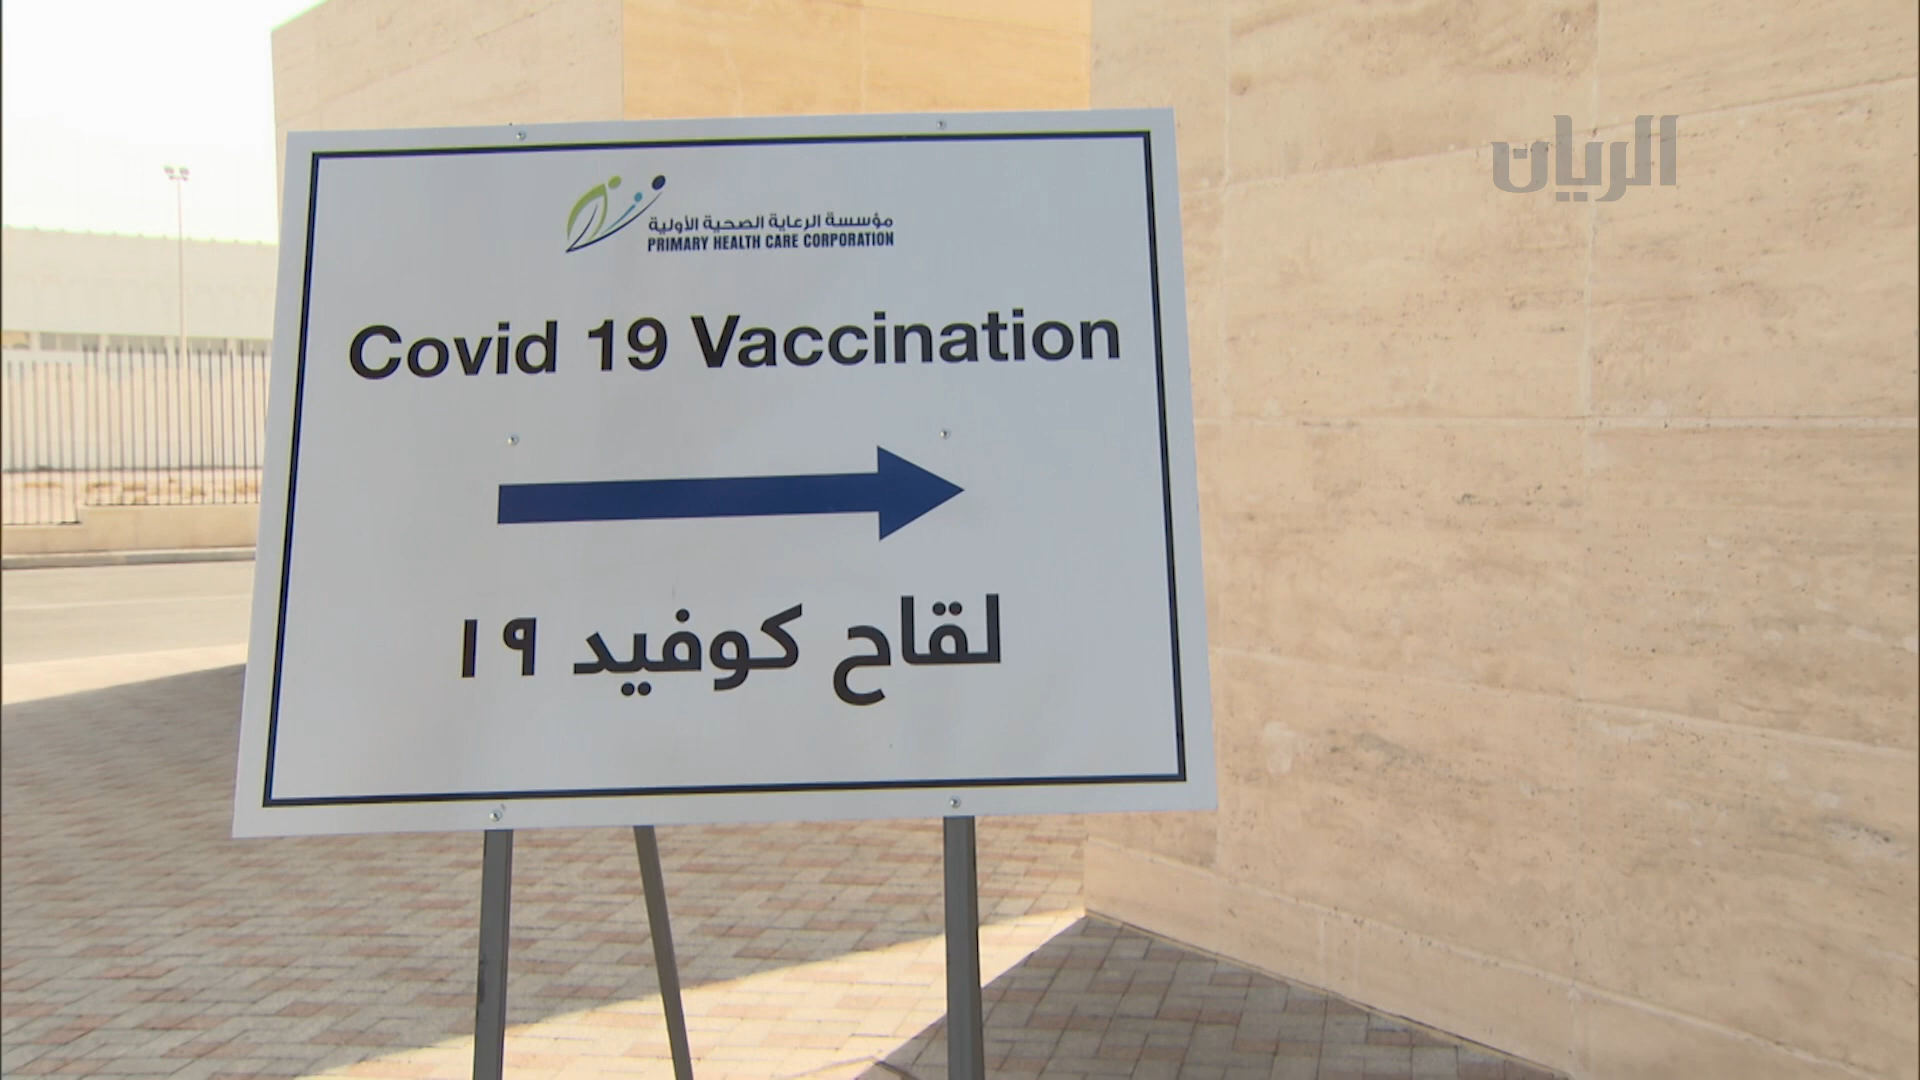 الريان
مؤسسة الرعاية الصحية الأولية
PRIMARY HEALTH CARE CORPORATION
Covid 19 Vaccination
لقاح كوفيد ١٩